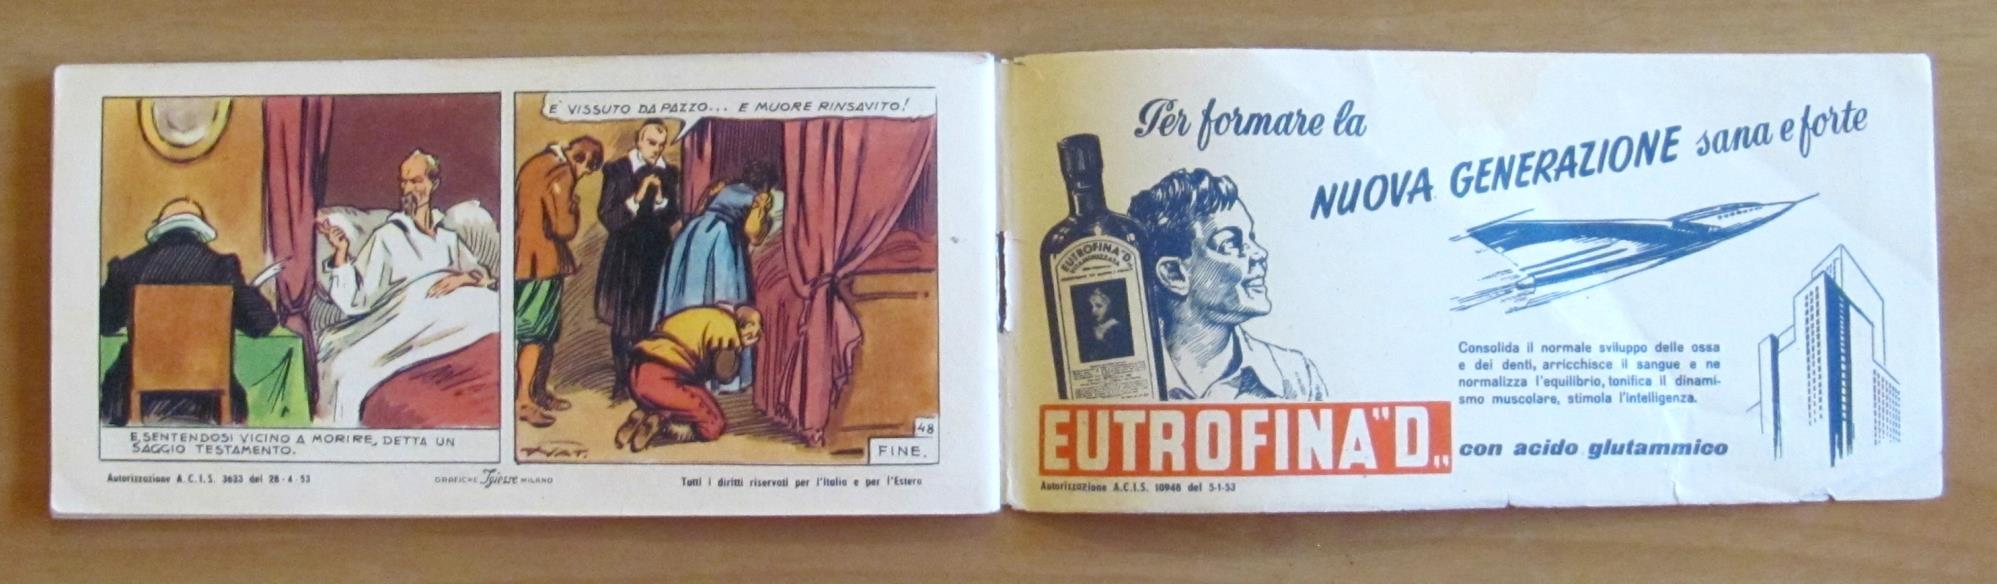 E, SENTENDOSI VICINO A MORIRE, DETTA UN
SAGGIO TESTAMENTO.
E' VISSUTO DA PAZZO... E MUORE RINSAVITO!
48
FINE.
Autorizzazione A.C.I.S. 3633 del 28-4-53
GRAFICHE Igiesse MILANO
Tutti i diritti riservati per l'Italia e per l'Estero
Per formare la
NUOVA GENERAZIONE sana e forte
EUTROFINA "D„
VITAMINIZZATA
Consolida il normale sviluppo delle ossa
e dei denti, arricchisce il sangue e ne
normalizza l'equilibrio, tonifica il dinami-
smo muscolare, stimola l'intelligenza.
EUTROFINA "D„
con acido glutammico
Autorizzazione A.C.I.S. 10948 del 5-1-53